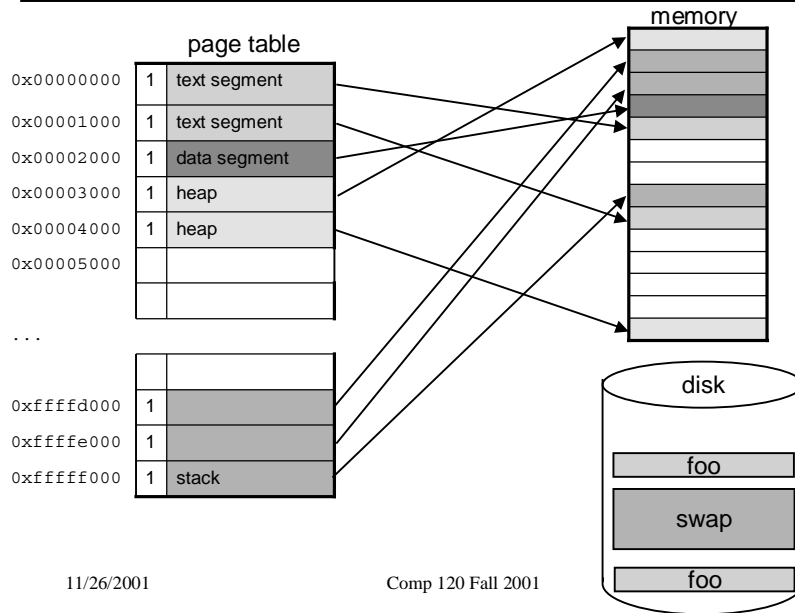 memory
page table
0x00000000 1 text segment
0x00001000 1 text segment
0x00002000 1 data segment
0x00003000 1 heap
0x00004000 1 heap
0x00005000
...
0xffffd000 1
0xffffe000 1
0xfffff000 1 stack
disk
foo
swap
foo
11/26/2001 Comp 120 Fall 2001